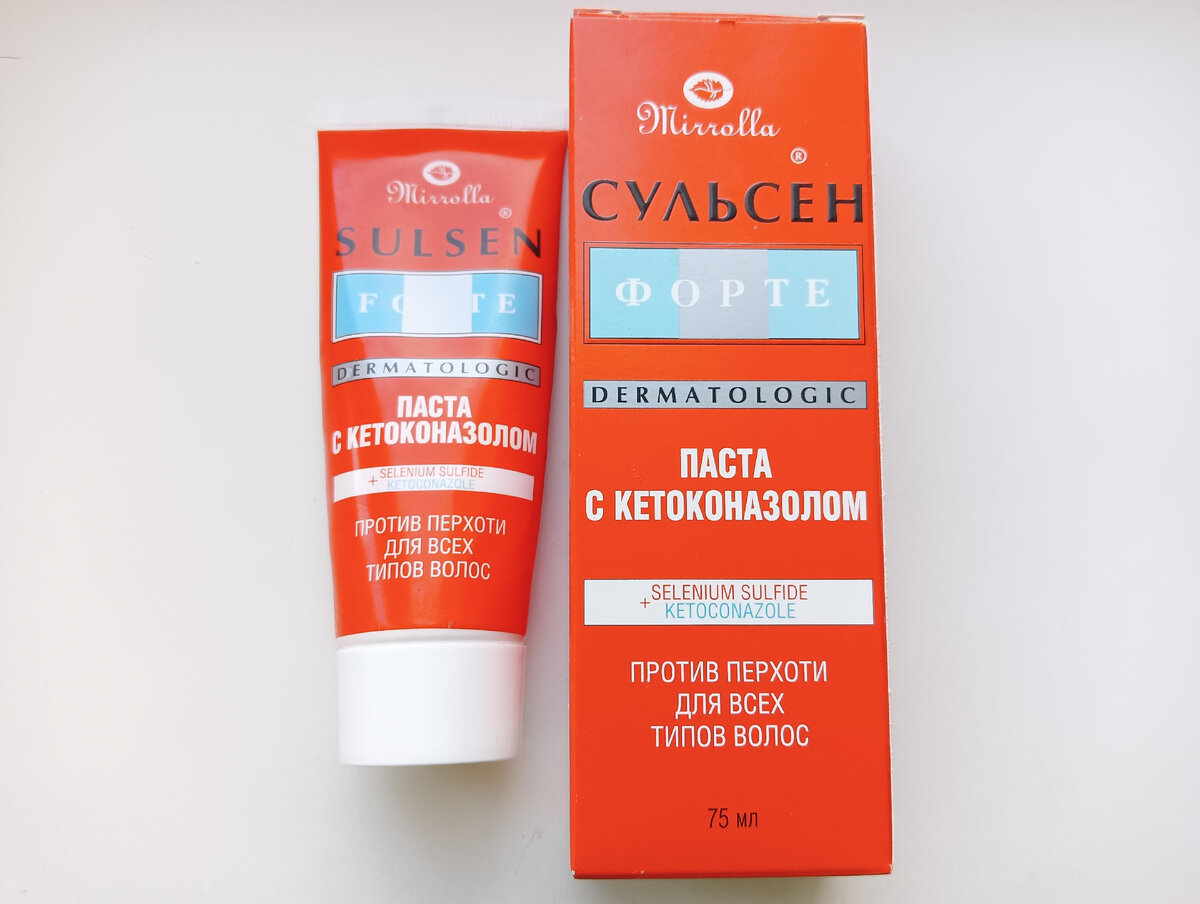 Mirrolla
®
SULSEN
FORTE
DERMATOLOGIC
ПАСТА
С КЕТОКОНАЗОЛОМ
+ SELENIUM SULFIDE
KETOCONAZOLE
ПРОТИВ ПЕРХОТИ
ДЛЯ ВСЕХ
ТИПОВ ВОЛОС
Mirrolla
®
СУЛЬСЕН
ФОРТЕ
DERMATOLOGIC
ПАСТА
С КЕТОКОНАЗОЛОМ
+ SELENIUM SULFIDE
KETOCONAZOLE
ПРОТИВ ПЕРХОТИ
ДЛЯ ВСЕХ
ТИПОВ ВОЛОС
75 мл